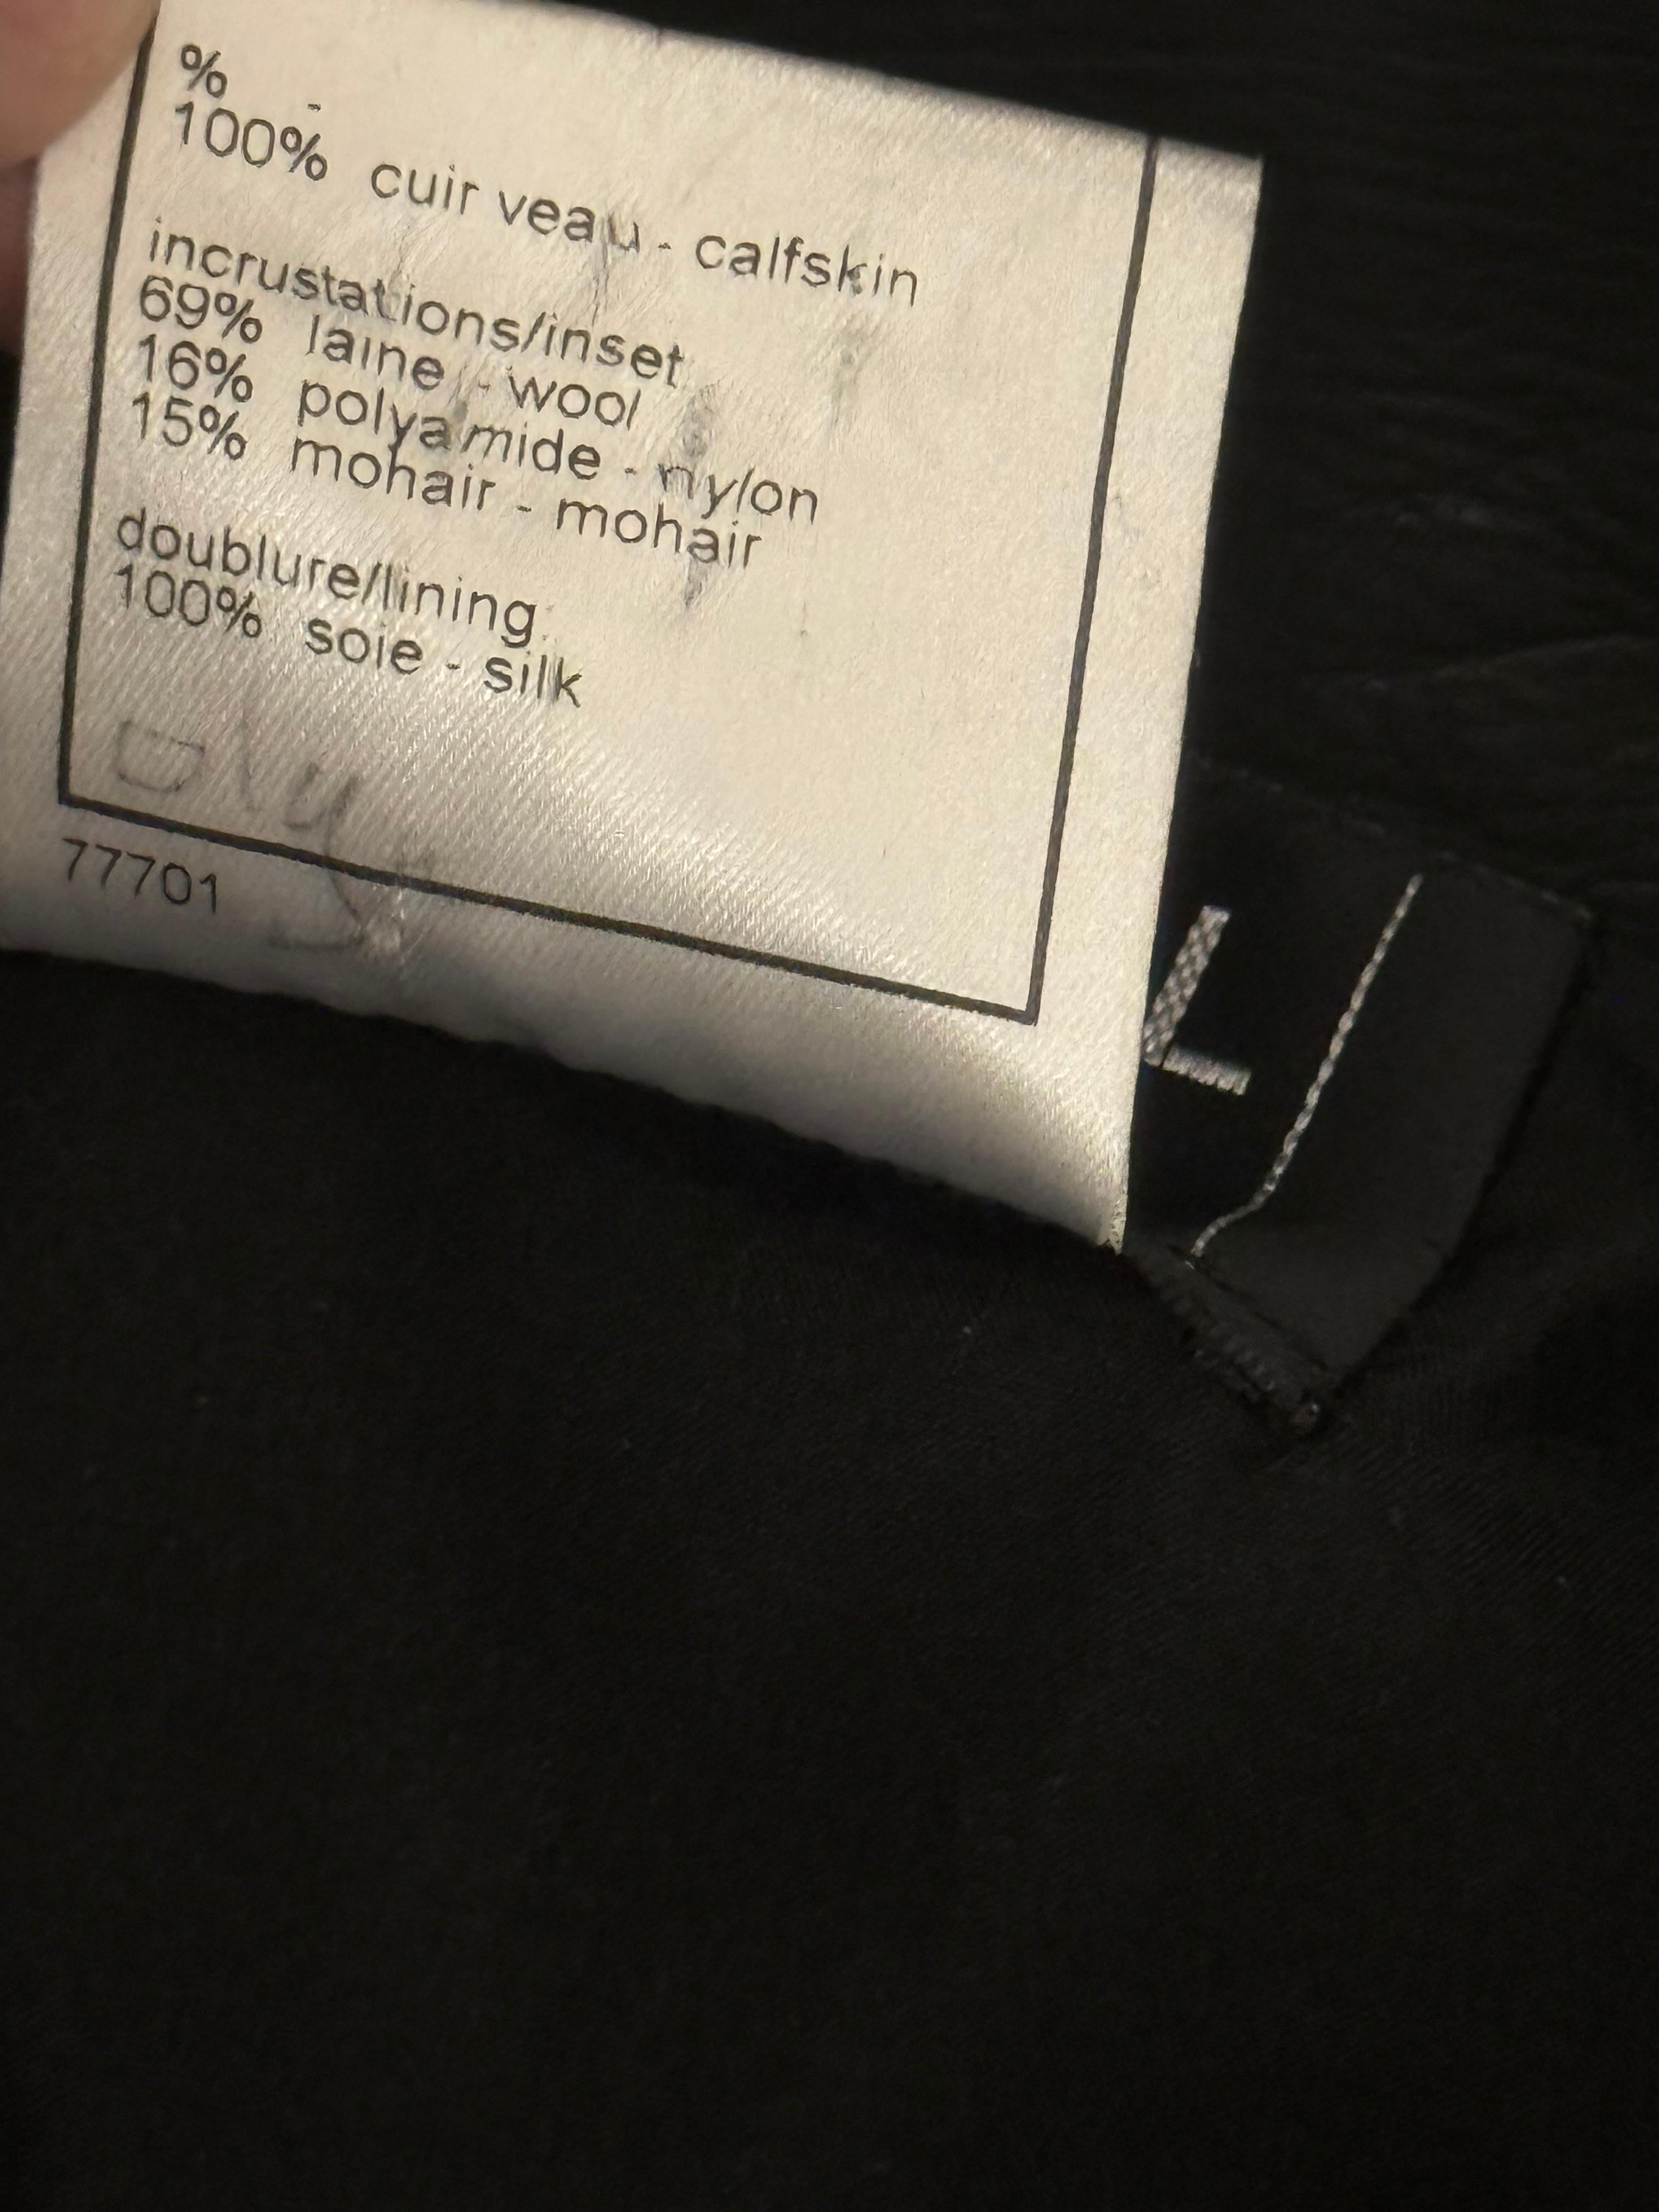 %
100% cuir veau - calfskin
incrustations/inset
69% laine - wool
16% polyamide - nylon
15% mohair - mohair
doublure/lining
100% soie - silk
77701
L